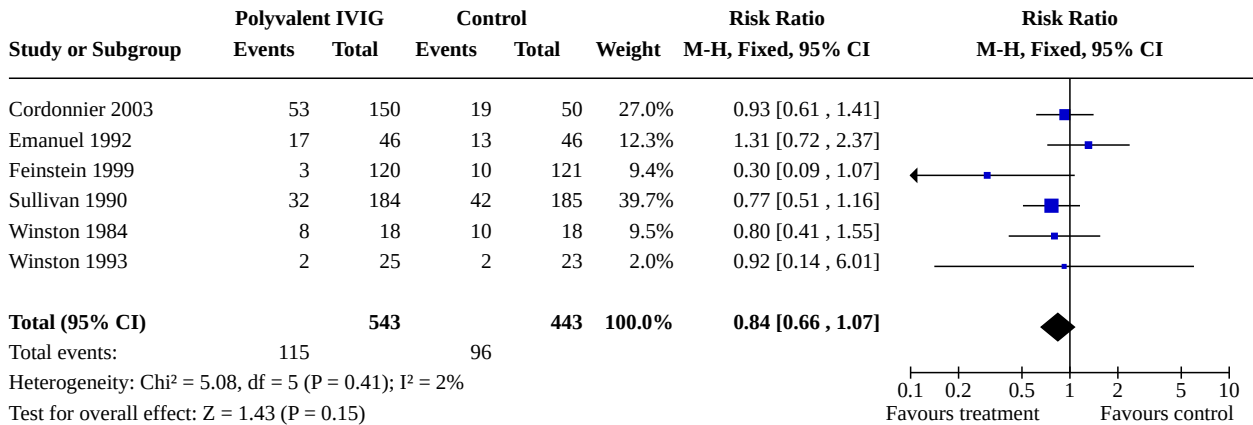 Polyvalent IVIG Control Risk Ratio Risk Ratio
Study or Subgroup Events Total Events Total Weight M-H, Fixed, 95% CI M-H, Fixed, 95% CI
Cordonnier 2003 53 150 19 50 27.0% 0.93 [0.61 , 1.41]
Emanuel 1992 17 46 13 46 12.3% 1.31 [0.72 , 2.37]
Feinstein 1999 3 120 10 121 9.4% 0.30 [0.09 , 1.07]
Sullivan 1990 32 184 42 185 39.7% 0.77 [0.51 , 1.16]
Winston 1984 8 18 10 18 9.5% 0.80 [0.41 , 1.55]
Winston 1993 2 25 2 23 2.0% 0.92 [0.14 , 6.01]
Total (95% CI) 543 443 100.0% 0.84 [0.66 , 1.07]
Total events: 115 96
Heterogeneity: Chi² = 5.08, df = 5 (P = 0.41); I² = 2%
0.1 0.2 0.5 1 2 5 10
Test for overall effect: Z = 1.43 (P = 0.15) Favours treatment Favours control